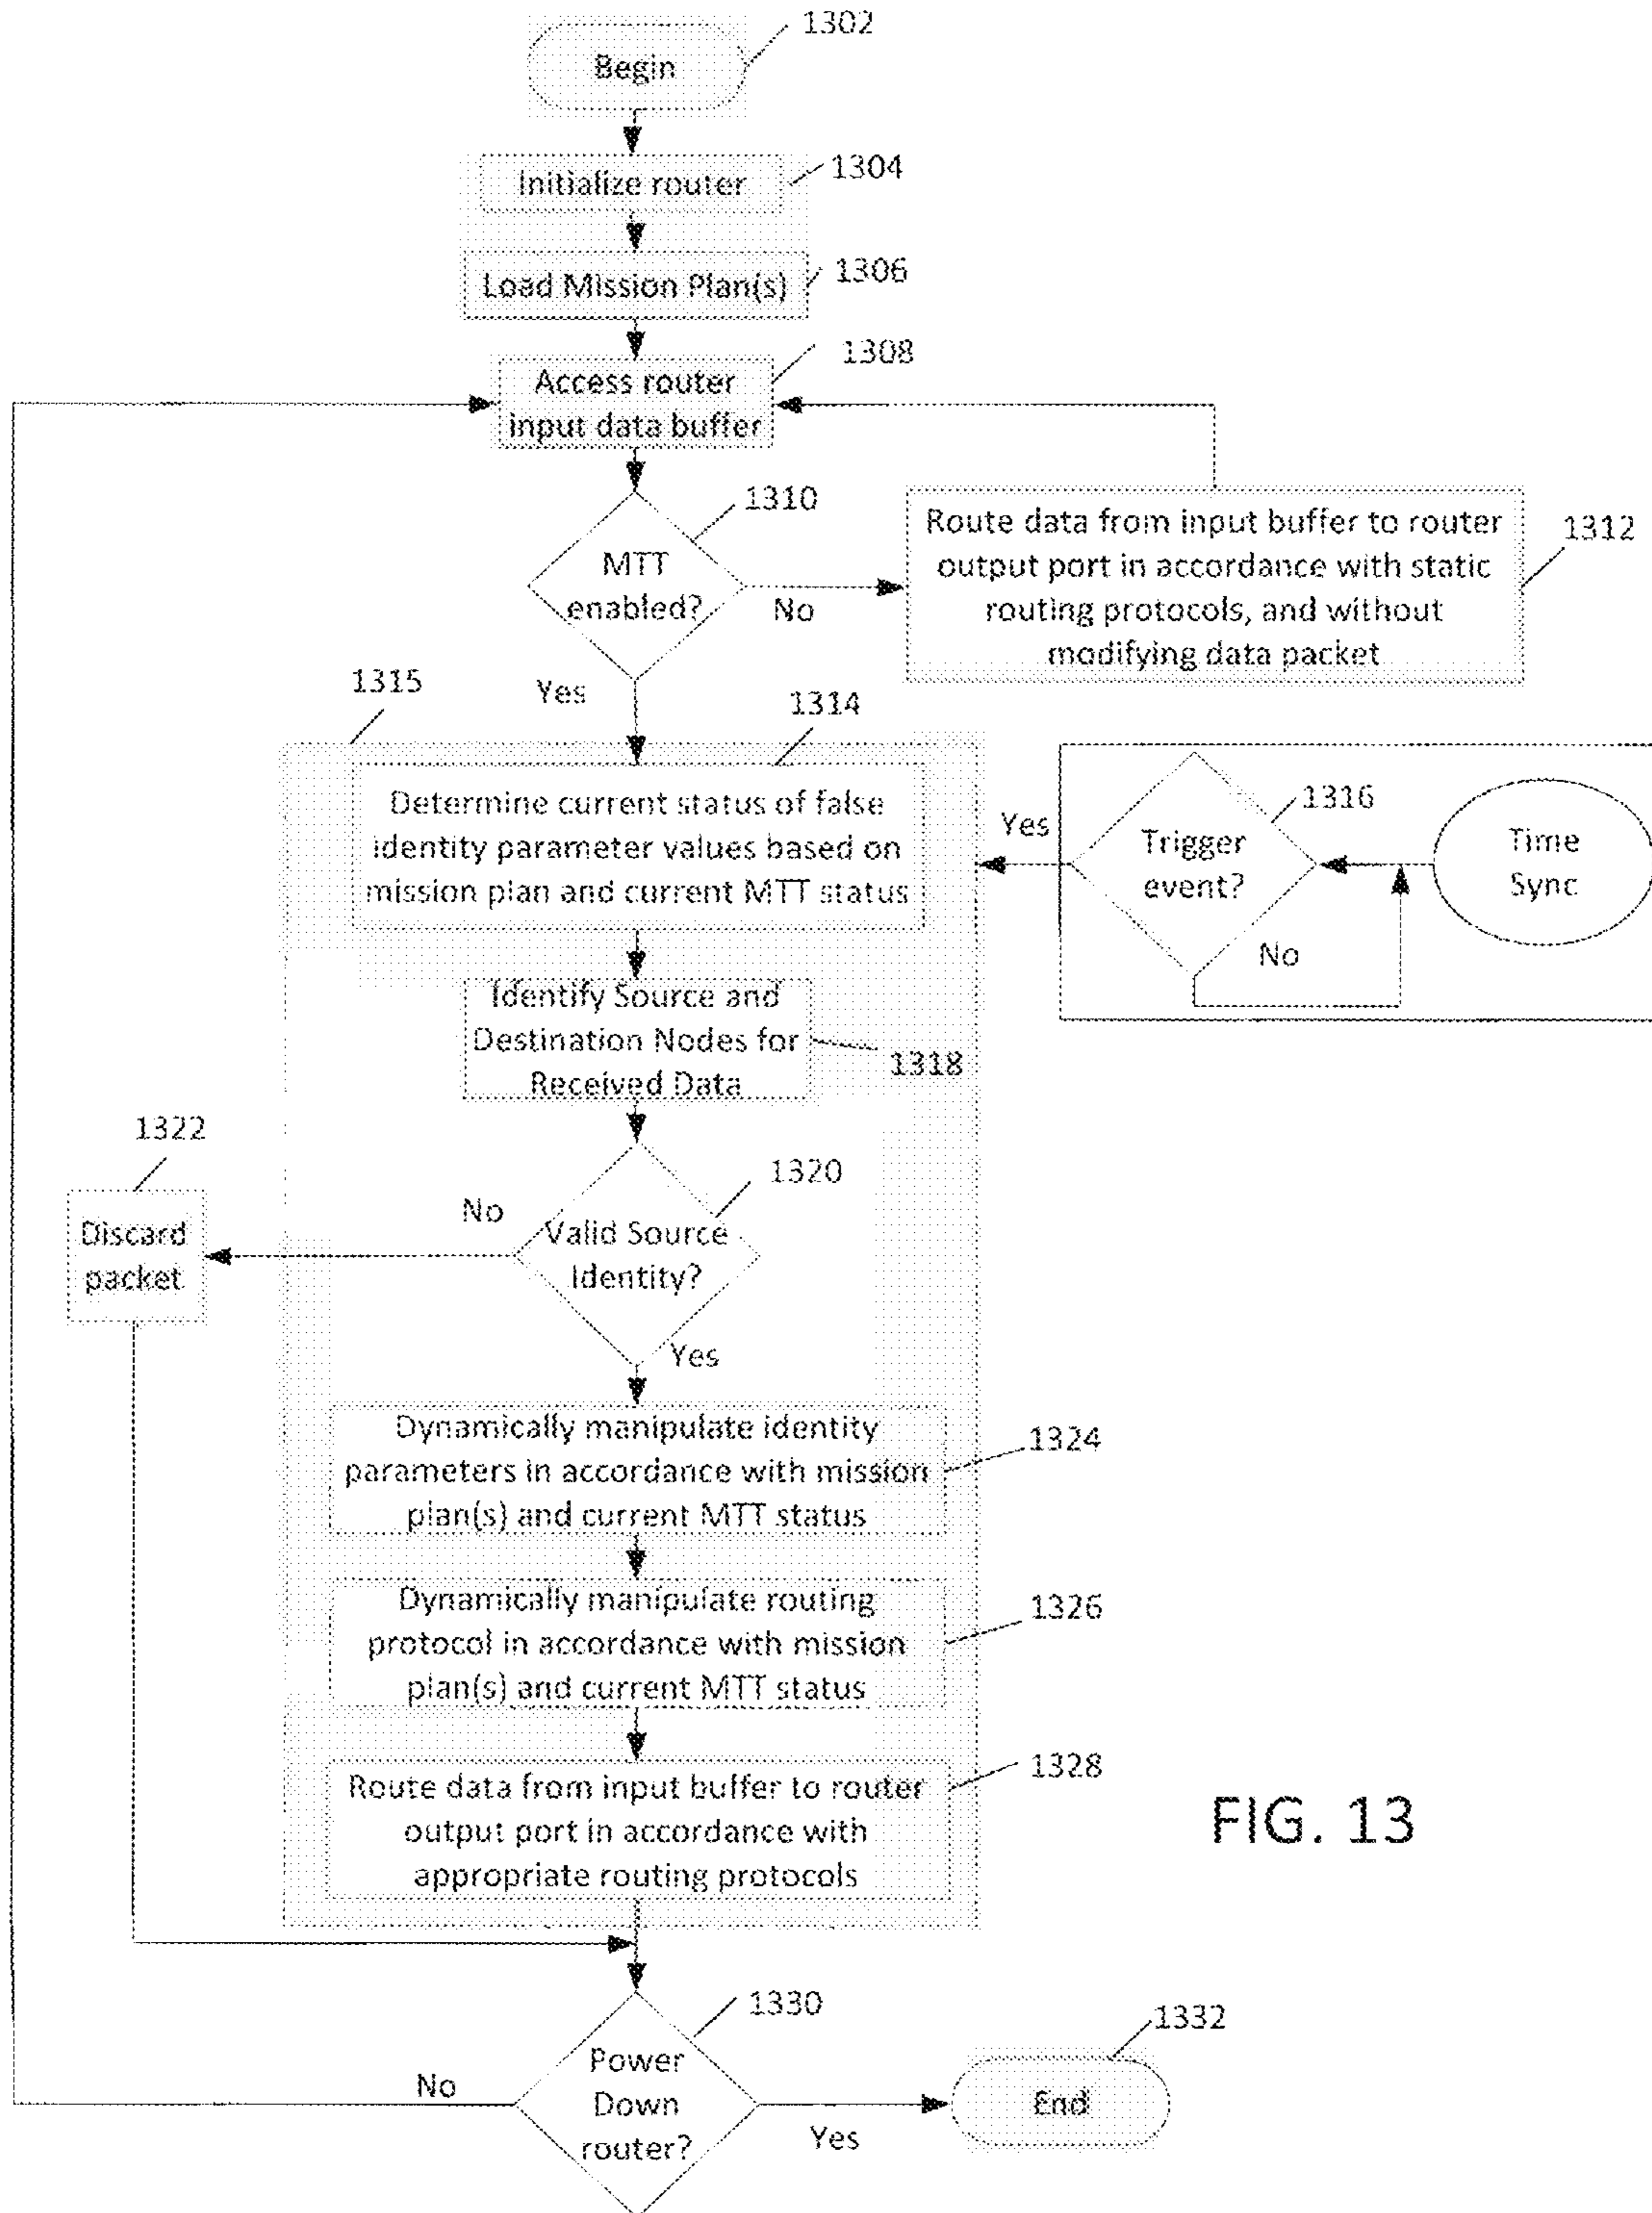 1302
Begin
1304
Initialize router
1306
Load Mission Plan(s)
1308
Access router
input data buffer
1310
MTT
enabled?
No
Yes
Route data from input buffer to router
output port in accordance with static
routing protocols, and without
modifying data packet
1312
1315
1314
Determine current status of false
identity parameter values based on
mission plan and current MTT status
Yes
1316
Trigger
event?
No
Time
Sync
Identify Source and
Destination Nodes for
Received Data
1318
1322
Discard
packet
No
1320
Valid Source
Identity?
Yes
Dynamically manipulate identity
parameters in accordance with mission
plan(s) and current MTT status
1324
Dynamically manipulate routing
protocol in accordance with mission
plan(s) and current MTT status
1326
Route data from input buffer to router
output port in accordance with
appropriate routing protocols
1328
FIG. 13
1330
Power
Down
router?
No
Yes
1332
End